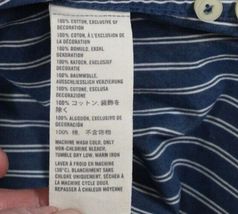 100% COTTON, EXCLUSIVE OF
DECORATION
100% COTON, À L'EXCLUSION
DE LA DÉCORATION
100%
DECORATIE
100% KATOEN, EXCLUSIEF
DECORATIE
100% BAUMWOLLE,
AUSSCHLIESSLICH VERZIERUNG
100% COTONE, ESCLUSA
DECORAZIONE
100% コットン, 装飾を
除く
100% ALGODÓN, EXCLUSIVO DE
DECORACIÓN
100% 棉, 不含饰物
MACHINE WASH COLD, ONLY
NON-CHLORINE BLEACH,
TUMBLE DRY LOW, WARM IRON
LAVER À FROID EN MACHINE
(30°C), BLANCHIMENT SANS
CHLORE UNIQUEMENT, SÉCHER À
LA MACHINE CYCLE DOUX,
REPASSER À CHALEUR MOYENNE